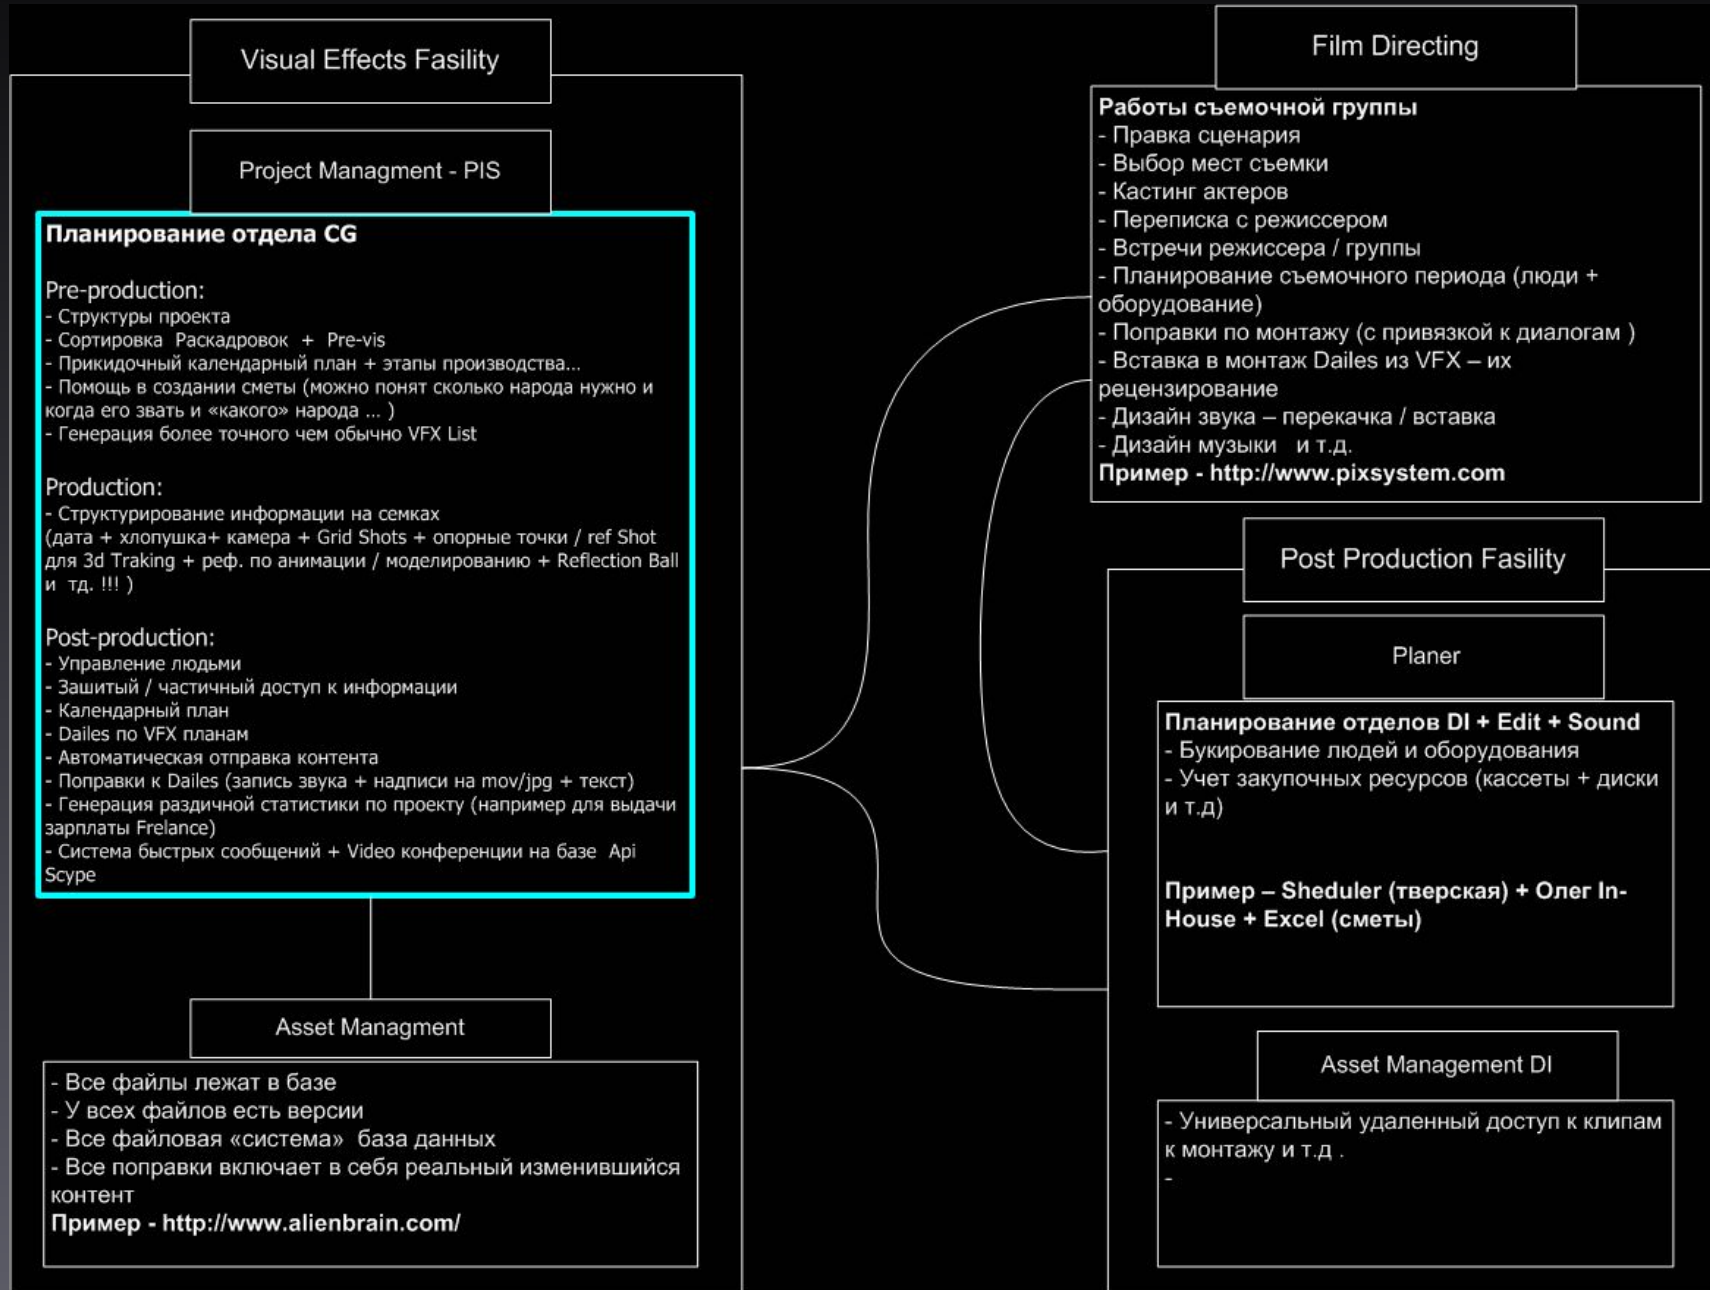 Visual Effects Fasility
Project Managment - PIS
Планирование отдела CG
Pre-production:
- Структуры проекта
- Сортировка Раскадровок + Pre-vis
- Прикидочный календарный план + этапы производства...
- Помощь в создании сметы (можно понят сколько народа нужно и
когда его звать и «какого» народа ... )
- Генерация более точного чем обычно VFX List
Production:
- Структурирование информации на семках
(дата + хлопушка+ камера + Grid Shots + опорные точки / ref Shot
для 3d Traking + реф. по анимации / моделированию + Reflection Ball
и тд. !!! )
Post-production:
- Управление людьми
- Зашитый / частичный доступ к информации
- Календарный план
- Dailes по VFX планам
- Автоматическая отправка контента
- Поправки к Dailes (запись звука + надписи на mov/jpg + текст)
- Генерация раздичной статистики по проекту (например для выдачи
зарплаты Frelance)
- Система быстрых сообщений + Video конференции на базе Api
Scype
Asset Managment
- Все файлы лежат в базе
- У всех файлов есть версии
- Все файловая «система» база данных
- Все поправки включает в себя реальный изменившийся
контент
Пример - http://www.alienbrain.com/
Film Directing
Работы съемочной группы
- Правка сценария
- Выбор мест съемки
- Кастинг актеров
- Переписка с режиссером
- Встречи режиссера / группы
- Планирование съемочного периода (люди +
оборудование)
- Поправки по монтажу (с привязкой к диалогам )
- Вставка в монтаж Dailes из VFX – их
рецензирование
- Дизайн звука – перекачка / вставка
- Дизайн музыки и т.д.
Пример - http://www.pixsystem.com
Post Production Fasility
Planer
Планирование отделов DI + Edit + Sound
- Букирование людей и оборудования
- Учет закупочных ресурсов (кассеты + диски
и т.д)
Пример – Sheduler (тверская) + Олег In-
House + Excel (сметы)
Asset Management DI
- Универсальный удаленный доступ к клипам
к монтажу и т.д .
-